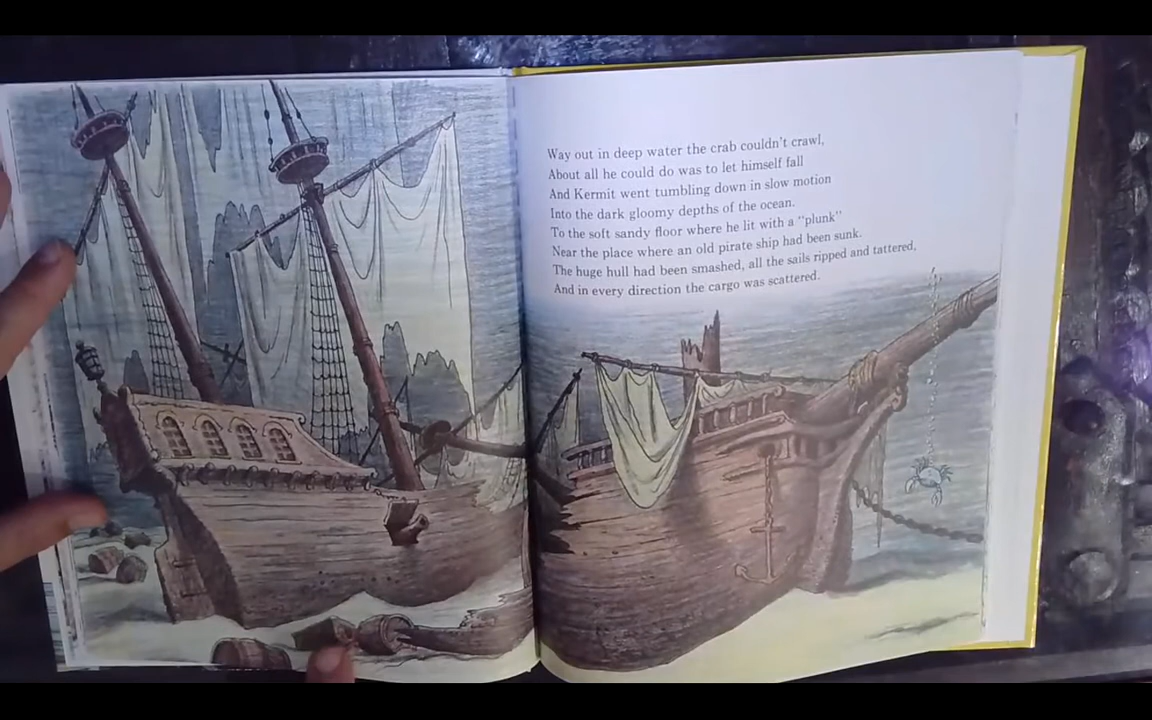 Way out in deep water the crab couldn't crawl,
About all he could do was to let himself fall
And Kermit went tumbling down in slow motion
Into the dark gloomy depths of the ocean.
To the soft sandy floor where he lit with a "plunk"
Near the place where an old pirate ship had been sunk.
The huge hull had been smashed, all the sails ripped and tattered,
And in every direction the cargo was scattered.